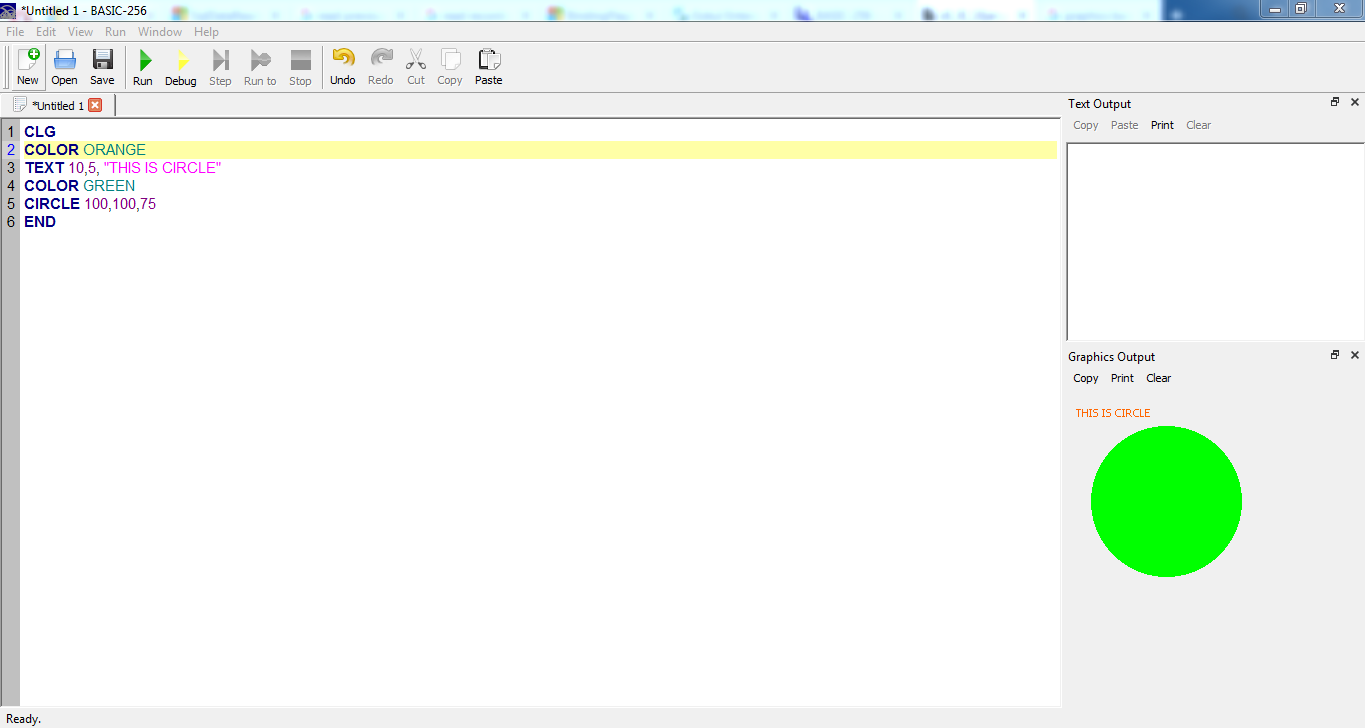 *Untitled 1 - BASIC-256
File Edit View Run Window Help
New Open Save Run Debug Step Run to Stop Undo Redo Cut Copy Paste
*Untitled 1
1 CLG
2 COLOR ORANGE
3 TEXT 10,5, "THIS IS CIRCLE"
4 COLOR GREEN
5 CIRCLE 100,100,75
6 END
Text Output
Copy Paste Print Clear
Graphics Output
Copy Print Clear
THIS IS CIRCLE
Ready.